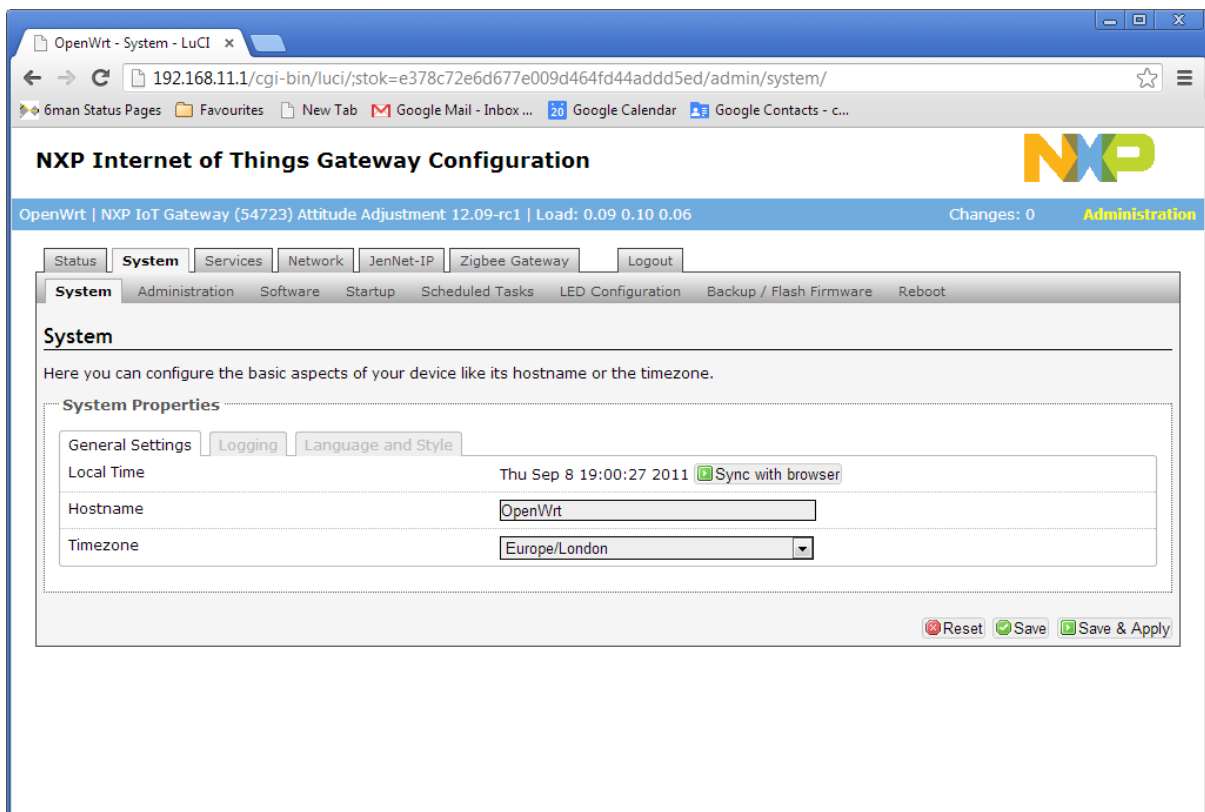 OpenWrt - System - LuCI x
192.168.11.1/cgi-bin/luci/;stok=e378c72e6d677e009d464fd44addd5ed/admin/system/
6man Status Pages Favourites New Tab Google Mail - Inbox ... 20 Google Calendar Google Contacts - c...
NXP Internet of Things Gateway Configuration NXP
OpenWrt | NXP IoT Gateway (54723) Attitude Adjustment 12.09-rc1 | Load: 0.09 0.10 0.06 Changes: 0 Administration
Status System Services Network JenNet-IP Zigbee Gateway Logout
System Administration Software Startup Scheduled Tasks LED Configuration Backup / Flash Firmware Reboot
System
Here you can configure the basic aspects of your device like its hostname or the timezone.
System Properties
General Settings Logging Language and Style
Local Time Thu Sep 8 19:00:27 2011 Sync with browser
Hostname OpenWrt
Timezone Europe/London
Reset Save Save & Apply